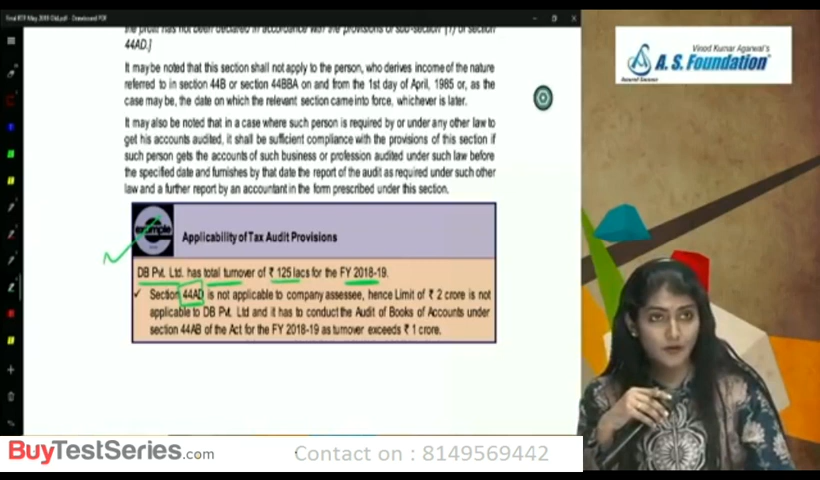 Final RTP May 2019 Old.pdf - Drawboard PDF
the profit has not been declared in accordance with the provisions of sub-section (1) of section
44AD.]
It may be noted that this section shall not apply to the person, who derives income of the nature
referred to in section 44B or section 44BBA on and from the 1st day of April, 1985 or, as the
case may be, the date on which the relevant section came into force, whichever is later.
It may also be noted that in a case where such person is required by or under any other law to
get his accounts audited, it shall be sufficient compliance with the provisions of this section if
such person gets the accounts of such business or profession audited under such law before
the specified date and furnishes by that date the report of the audit as required under such other
law and a further report by an accountant in the form prescribed under this section.
example
Applicability of Tax Audit Provisions
DB Pvt. Ltd. has total turnover of ₹ 125 lacs for the FY 2018-19.
✓ Section 44AD is not applicable to company assessee, hence Limit of ₹ 2 crore is not
applicable to DB Pvt. Ltd and it has to conduct the Audit of Books of Accounts under
section 44AB of the Act for the FY 2018-19 as turnover exceeds ₹ 1 crore.
Vinod Kumar Agarwal's
A. S. Foundation
Assured Success
BuyTestSeries.com
Contact on : 8149569442